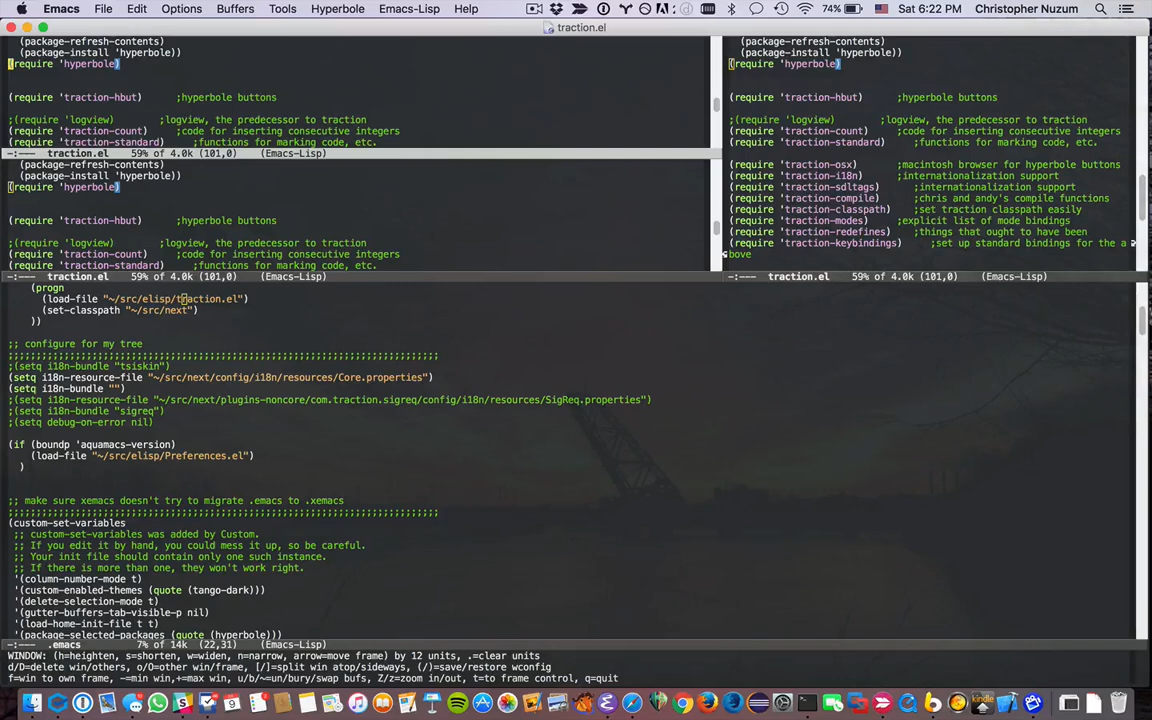 Emacs File Edit Options Buffers Tools Hyperbole Emacs-Lisp Help 74% Sat 6:22 PM Christopher Nuzum
traction.el
(package-refresh-contents)
(package-install 'hyperbole))
(require 'hyperbole)
(require 'traction-hbut) ;hyperbole buttons
;(require 'logview) ;logview, the predecessor to traction
(require 'traction-count) ;code for inserting consecutive integers
(require 'traction-standard) ;functions for marking code, etc.
-:--- traction.el 59% of 4.0k (101,0) (Emacs-Lisp)
(package-refresh-contents)
(package-install 'hyperbole))
(require 'hyperbole)
(require 'traction-hbut) ;hyperbole buttons
;(require 'logview) ;logview, the predecessor to traction
(require 'traction-count) ;code for inserting consecutive integers
(require 'traction-standard) ;functions for marking code, etc.
-:--- traction.el 59% of 4.0k (101,0) (Emacs-Lisp)
(package-refresh-contents)
(package-install 'hyperbole))
(require 'hyperbole)
(require 'traction-hbut) ;hyperbole buttons
;(require 'logview) ;logview, the predecessor to traction
(require 'traction-count) ;code for inserting consecutive integers
(require 'traction-standard) ;functions for marking code, etc.
(require 'traction-osx) ;macintosh browser for hyperbole buttons
(require 'traction-i18n) ;internationalization support
(require 'traction-sdltags) ;internationalization support
(require 'traction-compile) ;chris and andy's compile functions
(require 'traction-classpath) ;set traction classpath easily
(require 'traction-modes) ;explicit list of mode bindings
(require 'traction-redefines) ;things that ought to have been
(require 'traction-keybindings) ;set up standard bindings for the a
bove
-:--- traction.el 59% of 4.0k (101,0) (Emacs-Lisp)
(progn
(load-file "~/src/elisp/traction.el")
(set-classpath "~/src/next")
))
;; configure for my tree
;;;;;;;;;;;;;;;;;;;;;;;;;;;;;;;;;;;;;;;;;;;;;;;;;;;;;;;;;;;;;;;;;;;;;;;;;;;;;
;(setq i18n-bundle "tsiskin")
(setq i18n-resource-file "~/src/next/config/i18n/resources/Core.properties")
(setq i18n-bundle "")
;(setq i18n-resource-file "~/src/next/plugins-noncore/com.traction.sigreq/config/i18n/resources/SigReq.properties")
;(setq i18n-bundle "sigreq")
;(setq debug-on-error nil)
(if (boundp 'aquamacs-version)
(load-file "~/src/elisp/Preferences.el")
)
;; make sure xemacs doesn't try to migrate .emacs to .xemacs
;;;;;;;;;;;;;;;;;;;;;;;;;;;;;;;;;;;;;;;;;;;;;;;;;;;;;;;;;;;;;;;;;;;;;;;;;;;;;
(custom-set-variables
;; custom-set-variables was added by Custom.
;; If you edit it by hand, you could mess it up, so be careful.
;; Your init file should contain only one such instance.
;; If there is more than one, they won't work right.
'(column-number-mode t)
'(custom-enabled-themes (quote (tango-dark)))
'(delete-selection-mode t)
'(gutter-buffers-tab-visible-p nil)
'(load-home-init-file t t)
'(package-selected-packages (quote (hyperbole)))
-:--- .emacs 7% of 14k (22,31) (Emacs-Lisp)
WINDOW: (h=heighten, s=shorten, w=widen, n=narrow, arrow=move frame) by 12 units, .=clear units
d/D=delete win/others, o/O=other win/frame, [/]=split win atop/sideways, (/)=save/restore wconfig
f=win to own frame, -=min win,+=max win, u/b/~=un/bury/swap bufs, Z/z=zoom in/out, t=to frame control, q=quit